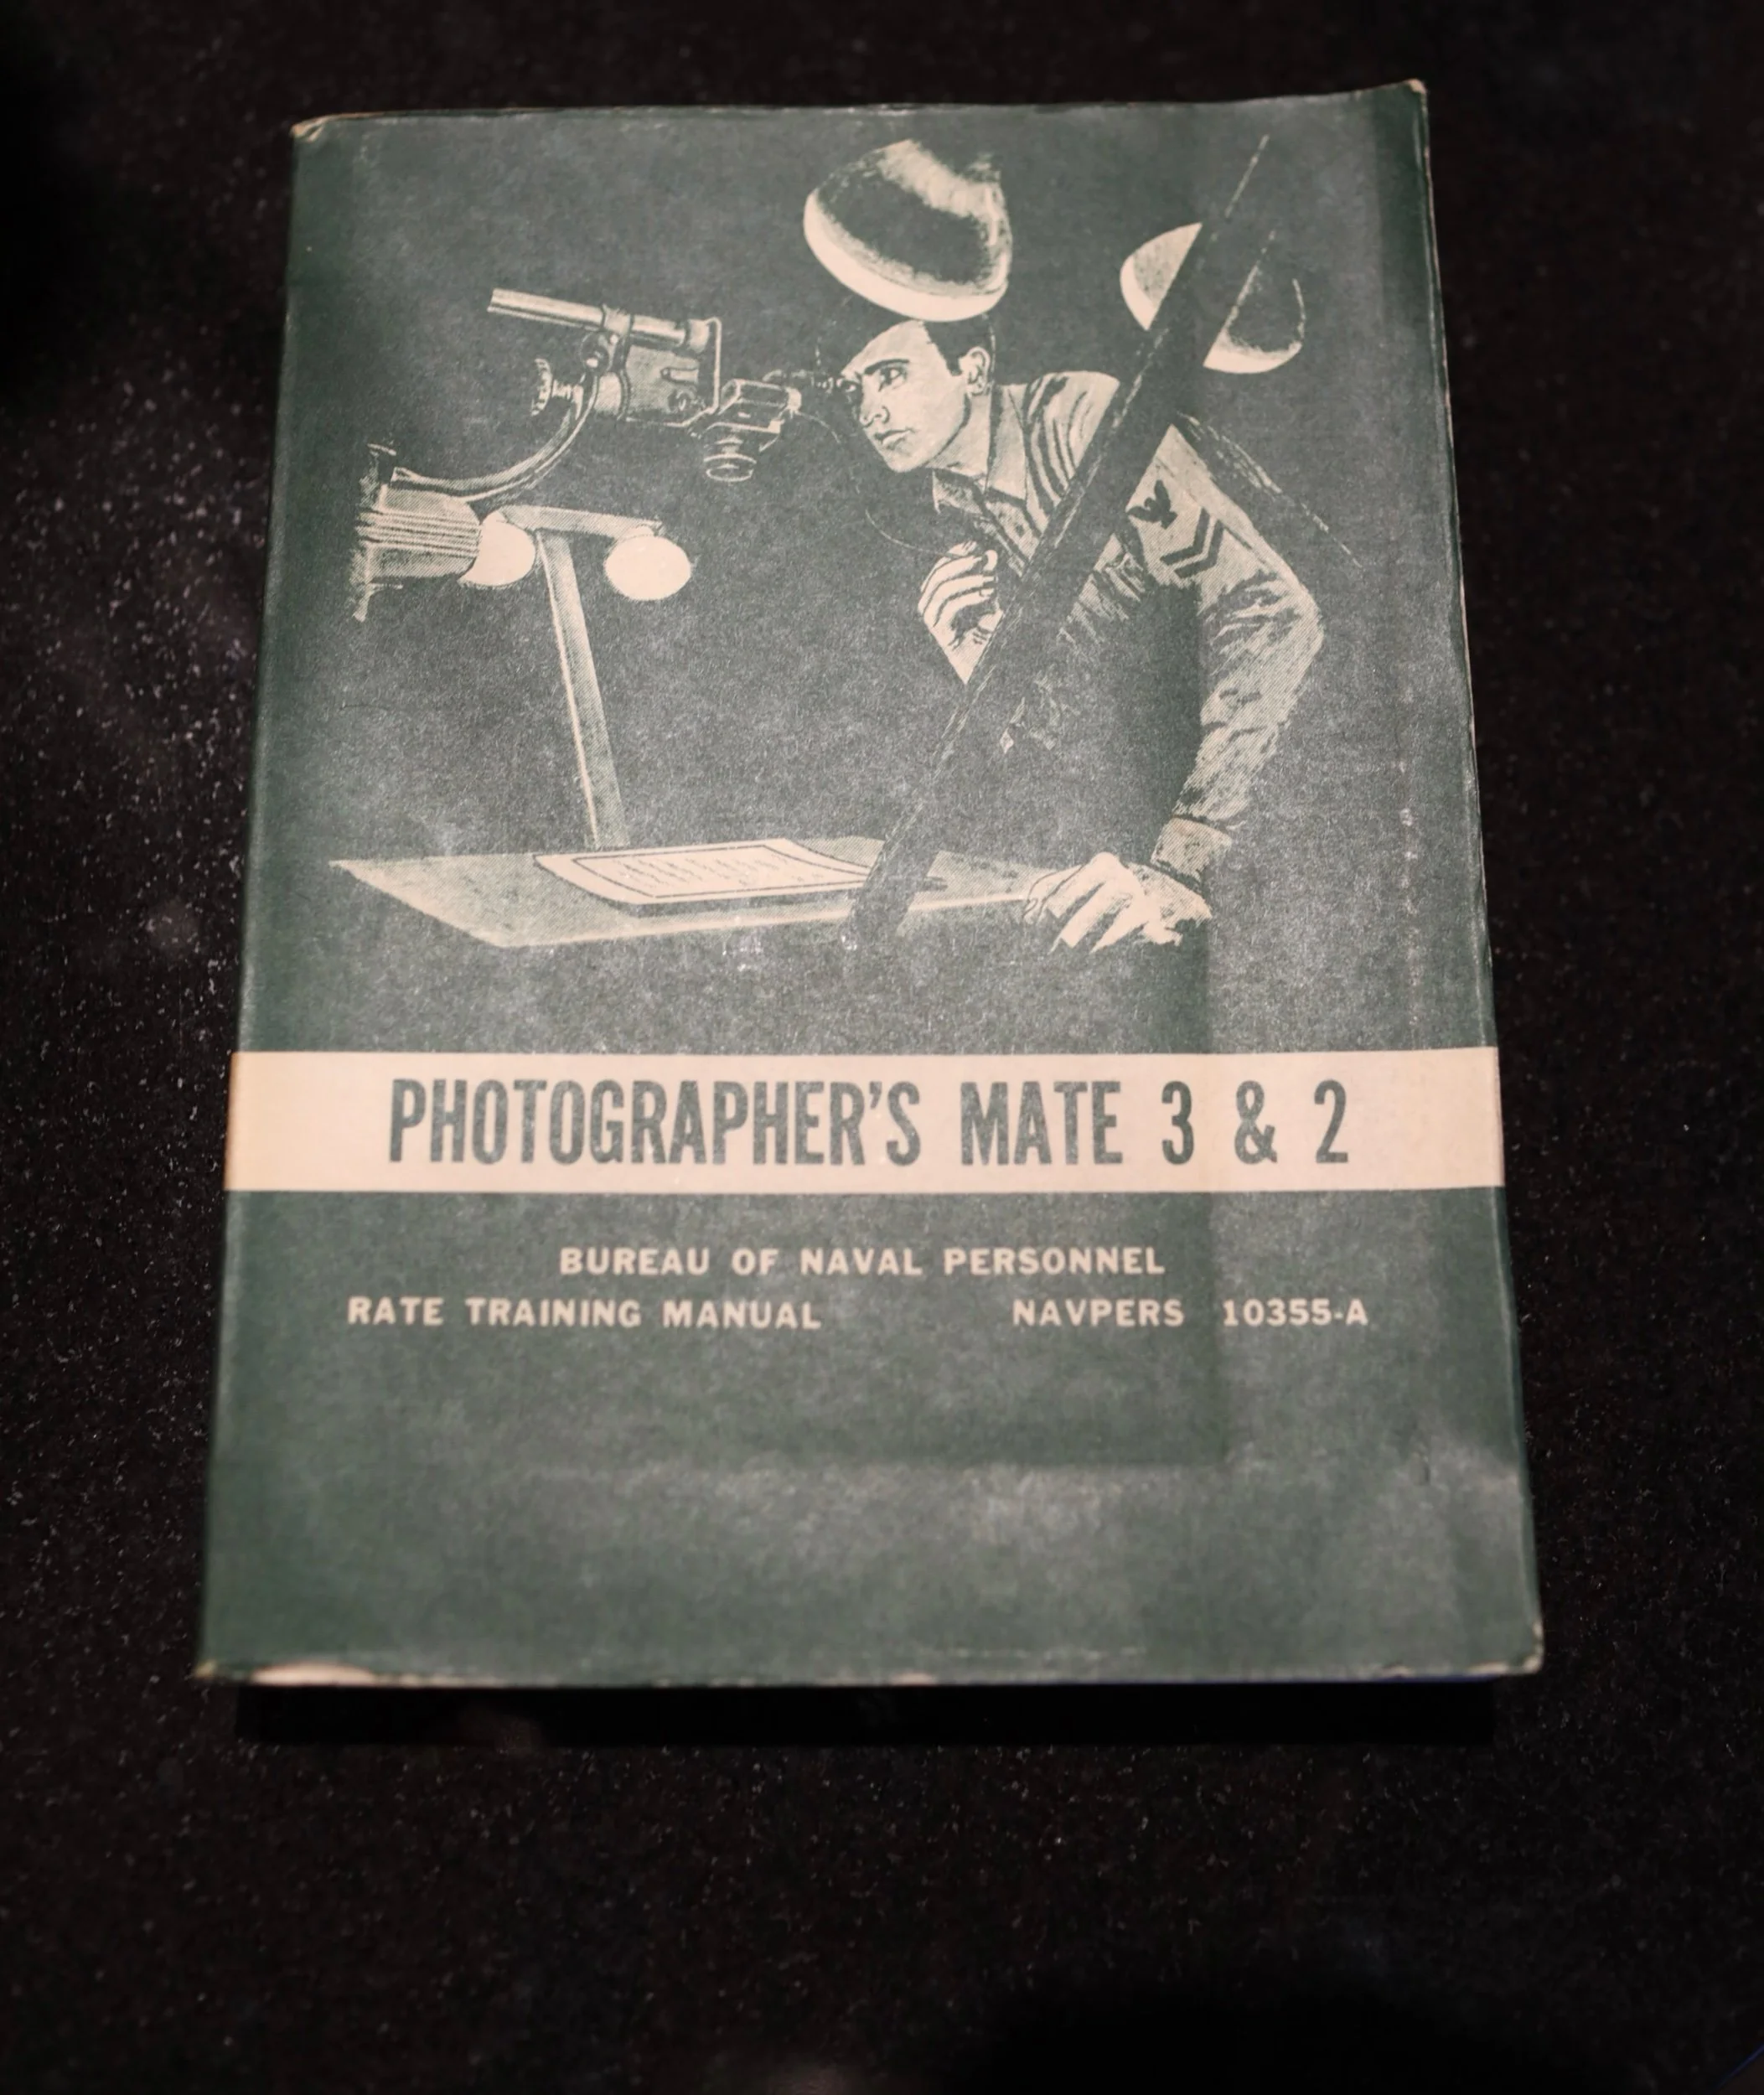 PHOTOGRAPHER'S MATE 3 & 2
BUREAU OF NAVAL PERSONNEL
RATE TRAINING MANUAL NAVPERS 10355-A